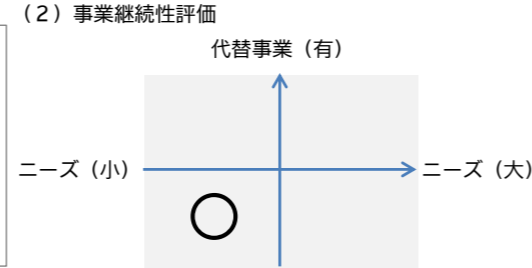 （２）事業継続性評価
代替事業（有）
ニーズ（小）
ニーズ（大）